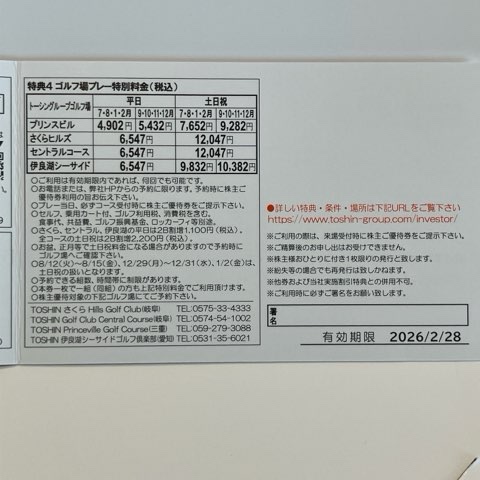 特典4 ゴルフ場プレー特別料金(税込)
トーシングループゴルフ場 平日 土日祝
7・8・1・2月 9・10・11・12月 7・8・1・2月 9・10・11・12月
プリンスビル 4,902円 5,432円 7,652円 9,282円
さくらヒルズ 6,547円 12,047円
セントラルコース 6,547円 12,047円
伊良湖シーサイド 6,547円 9,832円 10,382円
○ご利用は有効期限内であれば、何回でも可能です。
○お電話または、弊社HPからの予約に限ります。予約時に株主ご
優待券利用の旨お申し出下さい。
○プレー当日、必ずコース受付時に株主ご優待券をご提示下さい。
○セルフ、乗用カート付、ゴルフ利用税、消費税を含む。
食事代、共益費、ゴルフ振興基金、ロッカーフィ等別途。
○さくら、セントラル、伊良湖の平日は2B割増1,100円(税込)、
全コースの土日祝は2B割増2,200円(税込)。
○お盆、正月等で土日祝料金になる場合がありますので予約時に
ゴルフ場へご確認下さい。
○8/12(火)〜8/15(金)、12/29(月)〜12/31(水)、1/2(金)は、
土日祝の扱いとなります。
○予約できる組数、時間帯に制限があります。
○本券一枚で一組(同組)の方も上記特別料金でご利用頂けます。
○株主優待対象の下記ゴルフ場にてご予約下さい。
TOSHIN さくら Hills Golf Club(岐阜) TEL:0575-33-4333
TOSHIN Golf Club Central Course(岐阜) TEL:0574-54-1002
TOSHIN Princeville Golf Course(三重) TEL:059-279-3088
TOSHIN 伊良湖シーサイドゴルフ倶楽部(愛知) TEL:0531-35-6021
●詳しい特典・条件・場所は下記URLをご覧下さい
https://www.toshin-group.com/investor/
※ご利用の際は、来場受付時に株主ご優待券をご提示下さい。
※ご精算後のお申し出はお受けできません。
※株主様おひとりに付き1枚限りの発行と致します。
※紛失等の場合でも再発行は致しかねます。
※他券および当社実施割引特典との併用不可。
※ご利用時に必ずご署名をお願い致します。
署
名
有効期限 2026/2/28